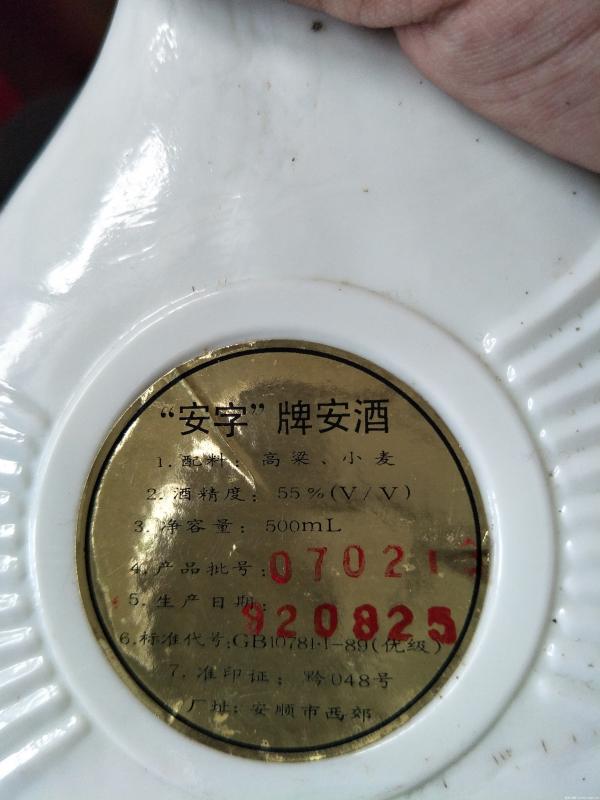 “安字”牌安酒
1. 配料：高粱、小麦
2. 酒精度：55%(V/V)
3. 净容量：500mL
4. 产品批号：07021
5. 生产日期：920825
6. 标准代号:GB10781·1-89(优级)
7. 准印证：黔048号
厂址：安顺市西郊